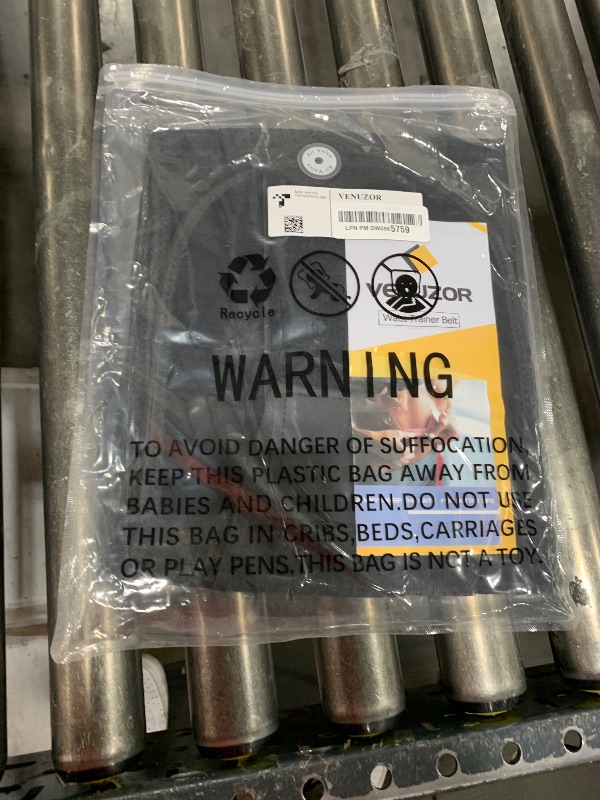 VENUZOR
LPN PM DW0865759
Recycle
VENUZOR
Waist Trainer Belt
WARNING
TO AVOID DANGER OF SUFFOCATION,
KEEP THIS PLASTIC BAG AWAY FROM
BABIES AND CHILDREN.DO NOT USE
THIS BAG IN CRIBS,BEDS,CARRIAGES
OR PLAY PENS.THIS BAG IS NOT A TOY.